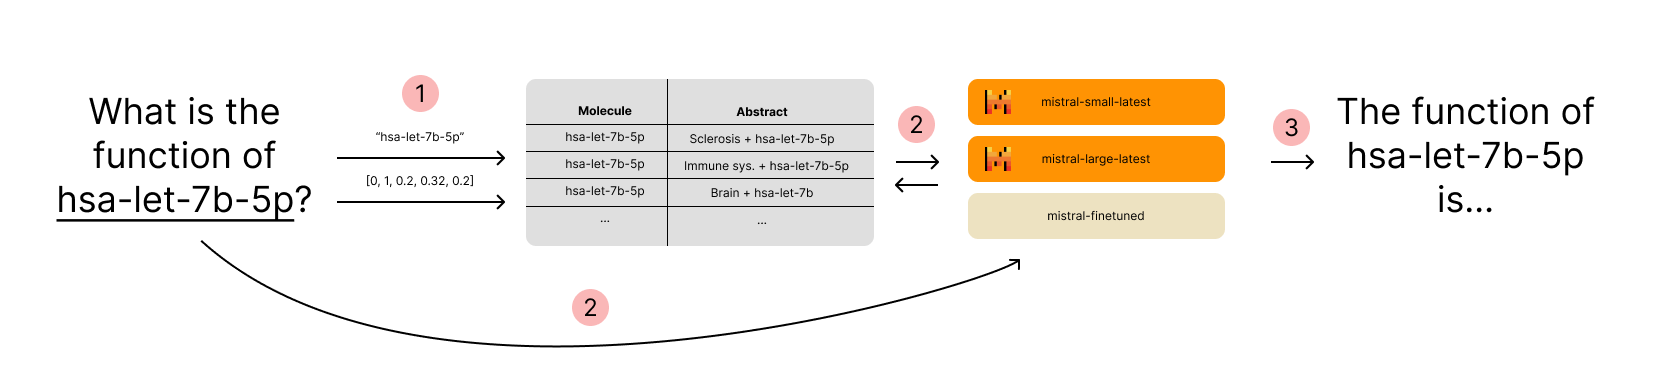 What is the
function of
hsa-let-7b-5p?
1
“hsa-let-7b-5p”
[0, 1, 0.2, 0.32, 0.2]
Molecule Abstract
hsa-let-7b-5p Sclerosis + hsa-let-7b-5p
hsa-let-7b-5p Immune sys. + hsa-let-7b-5p
hsa-let-7b-5p Brain + hsa-let-7b
... ...
2
mistral-small-latest
mistral-large-latest
mistral-finetuned
3
The function of
hsa-let-7b-5p
is...
2